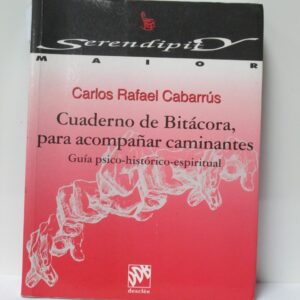 Serendipity
MAIOR
Carlos Rafael Cabarrús
Cuaderno de Bitácora,
para acompañar caminantes
Guía psico-histórico-espiritual
desclée